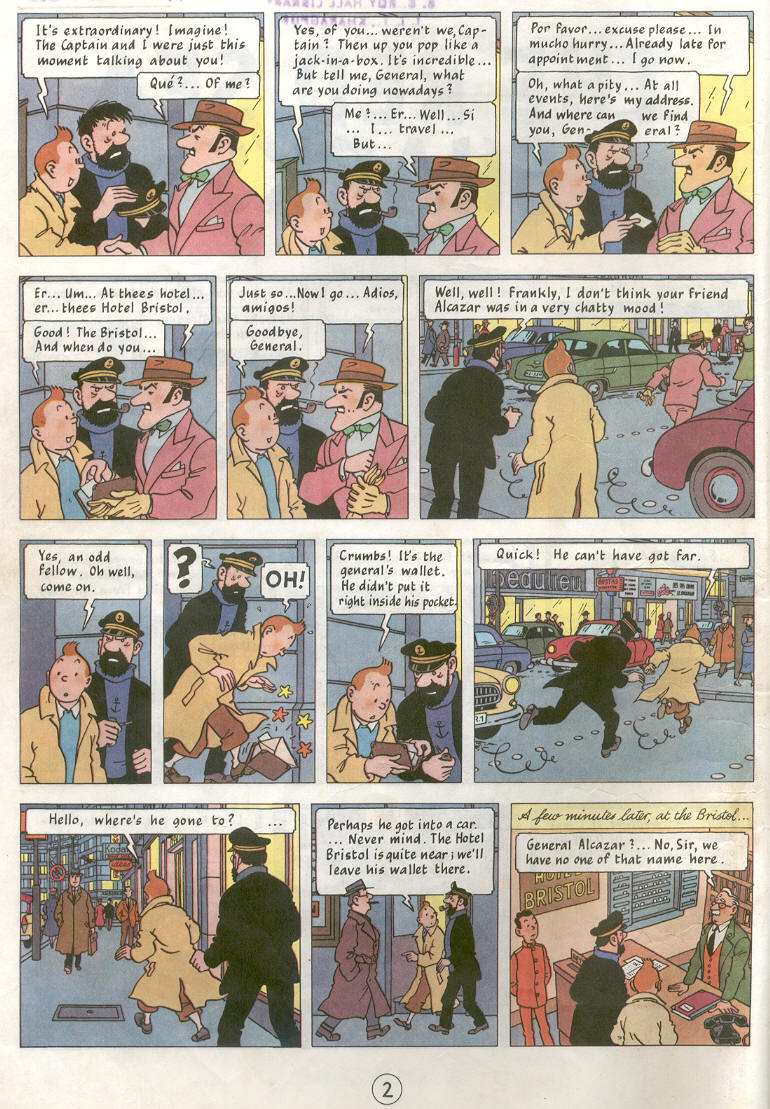 B. C. ROY HALL LIBRARY
I. I. T., KHARAGPUR
It's extraordinary! Imagine!
The Captain and I were just this
moment talking about you!
Qué?... Of me?
Yes, of you... weren't we, Cap-
tain? Then up you pop like a
jack-in-a-box. It's incredible...
But tell me, General, what
are you doing nowadays?
Me?... Er... Well... Si
... I... travel...
But...
Por favor... excuse please... In
mucho hurry... Already late for
appointment... I go now.
Oh, what a pity... At all
events, here's my address.
And where can we find
you, Gen- eral?
Er... Um... At thees hotel...
er... thees Hotel Bristol.
Good! The Bristol...
And when do you...
Just so... Now I go... Adios,
amigos!
Goodbye,
General.
Well, well! Frankly, I don't think your friend
Alcazar was in a very chatty mood!
Yes, an odd
fellow. Oh well,
come on.
?
OH!
Crumbs! It's the
general's wallet.
He didn't put it
right inside his pocket.
Quick! He can't have got far.
Beaulieu
Hello, where's he gone to? ...
Kodak
Perhaps he got into a car.
... Never mind. The Hotel
Bristol is quite near; we'll
leave his wallet there.
A few minutes later, at the Bristol...
General Alcazar?... No, Sir, we
have no one of that name here.
HOTEL
BRISTOL
2